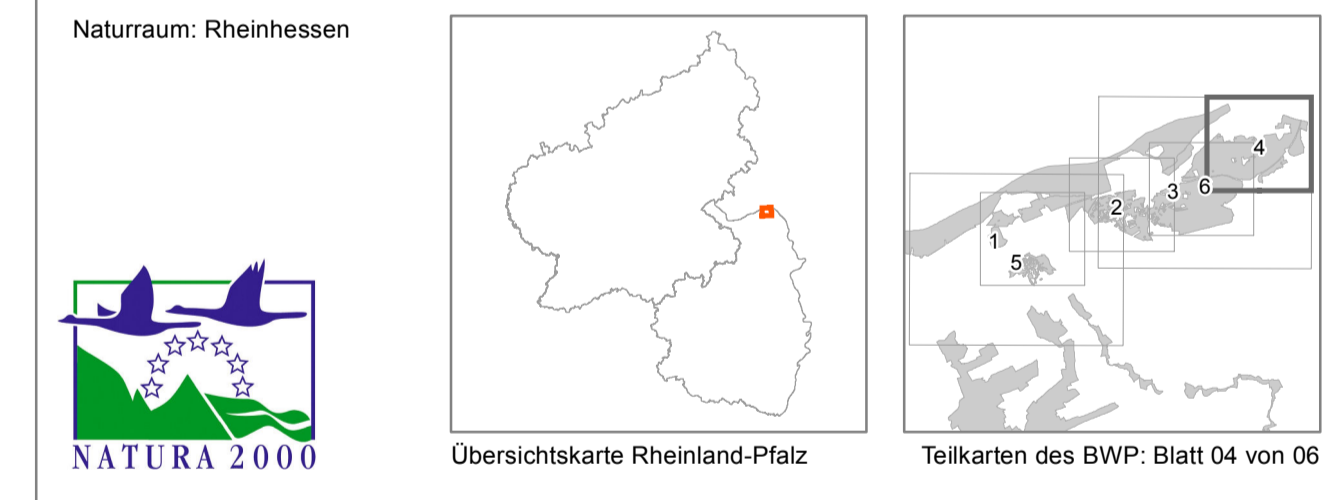 Naturraum: Rheinhessen
4
3
6
2
1
5
NATURA 2000
Übersichtskarte Rheinland-Pfalz
Teilkarten des BWP: Blatt 04 von 06